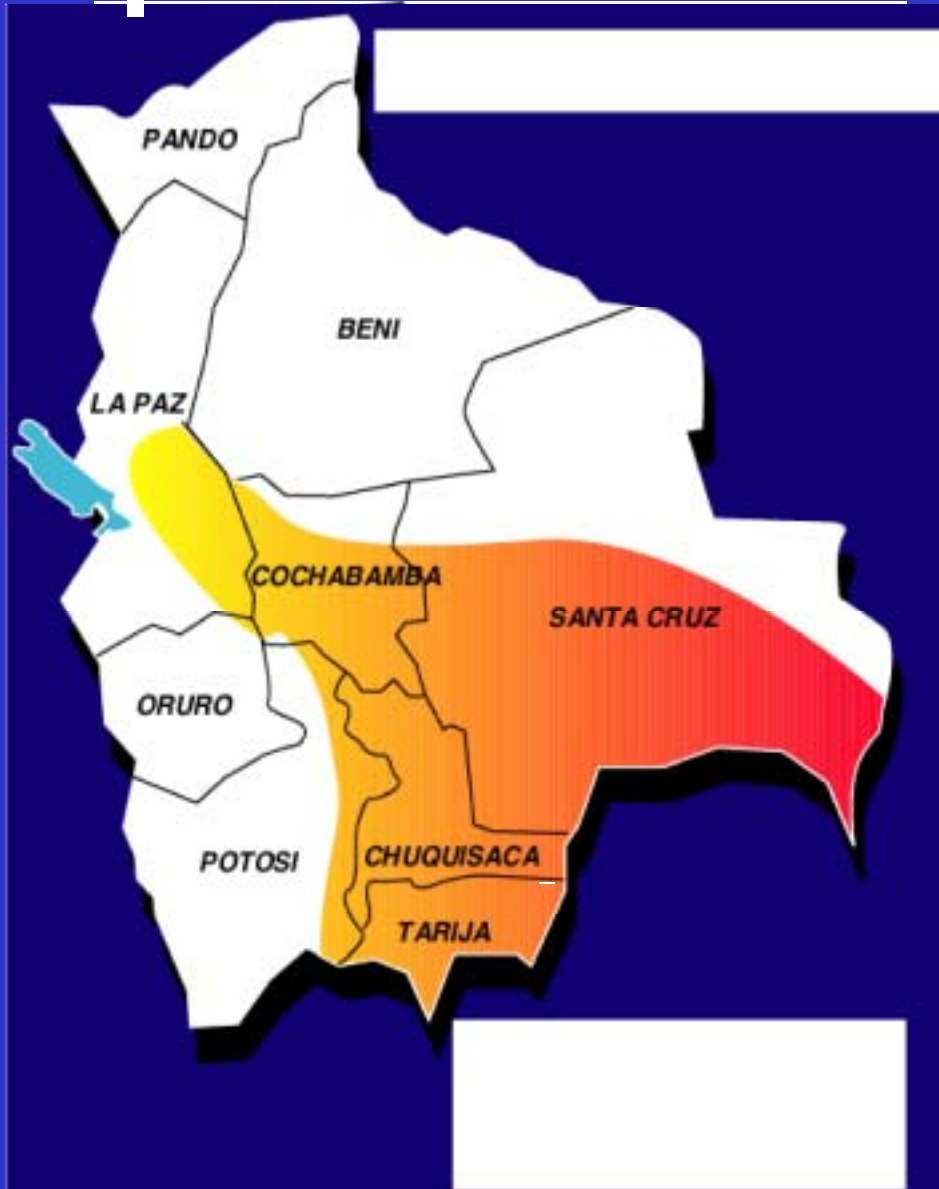 PANDO
BENI
LA PAZ
COCHABAMBA
SANTA CRUZ
ORURO
POTOSI
CHUQUISACA
TARIJA